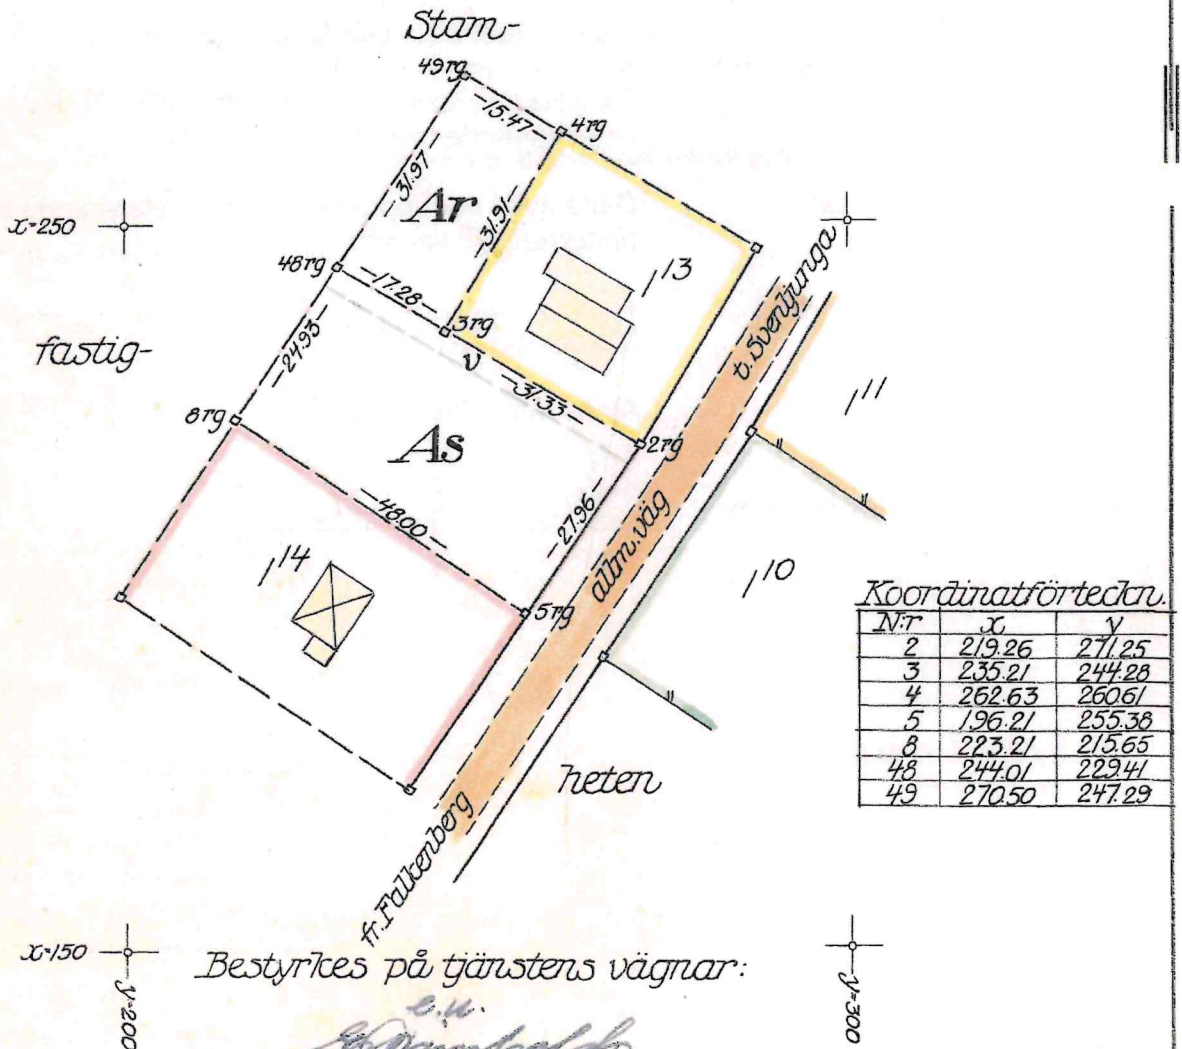 Stam-
49rg
-15.47-
4rg
-31.97-
Ar
-31.91-
x=250
48rg
-17.28-
13
t. Svenljunga
3rg
v
fastig-
-24.93-
-31.33-
11
8rg
As
2rg
-48.00-
-27.96-
allm. väg
14
10
5rg
Koordinatförteckn.
N:r x y
2 219.26 271.25
3 235.21 244.28
4 262.63 260.61
5 196.21 255.38
8 223.21 215.65
48 244.01 229.41
49 270.50 247.29
heten
fr. Falkenberg
x=150
Bestyrkes på tjänstens vägnar:
y=200
y=300
e.u.